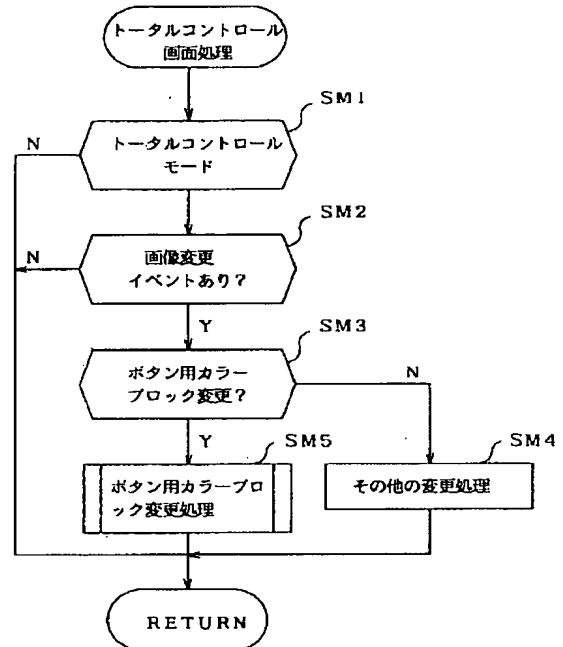 トータルコントロール
画面処理
SM1
N
トータルコントロール
モード
SM2
N
画像変更
イベントあり?
Y
SM3
ボタン用カラー
ブロック変更?
N
Y
SM5
SM4
ボタン用カラーブロ
ック変更処理
その他の変更処理
RETURN